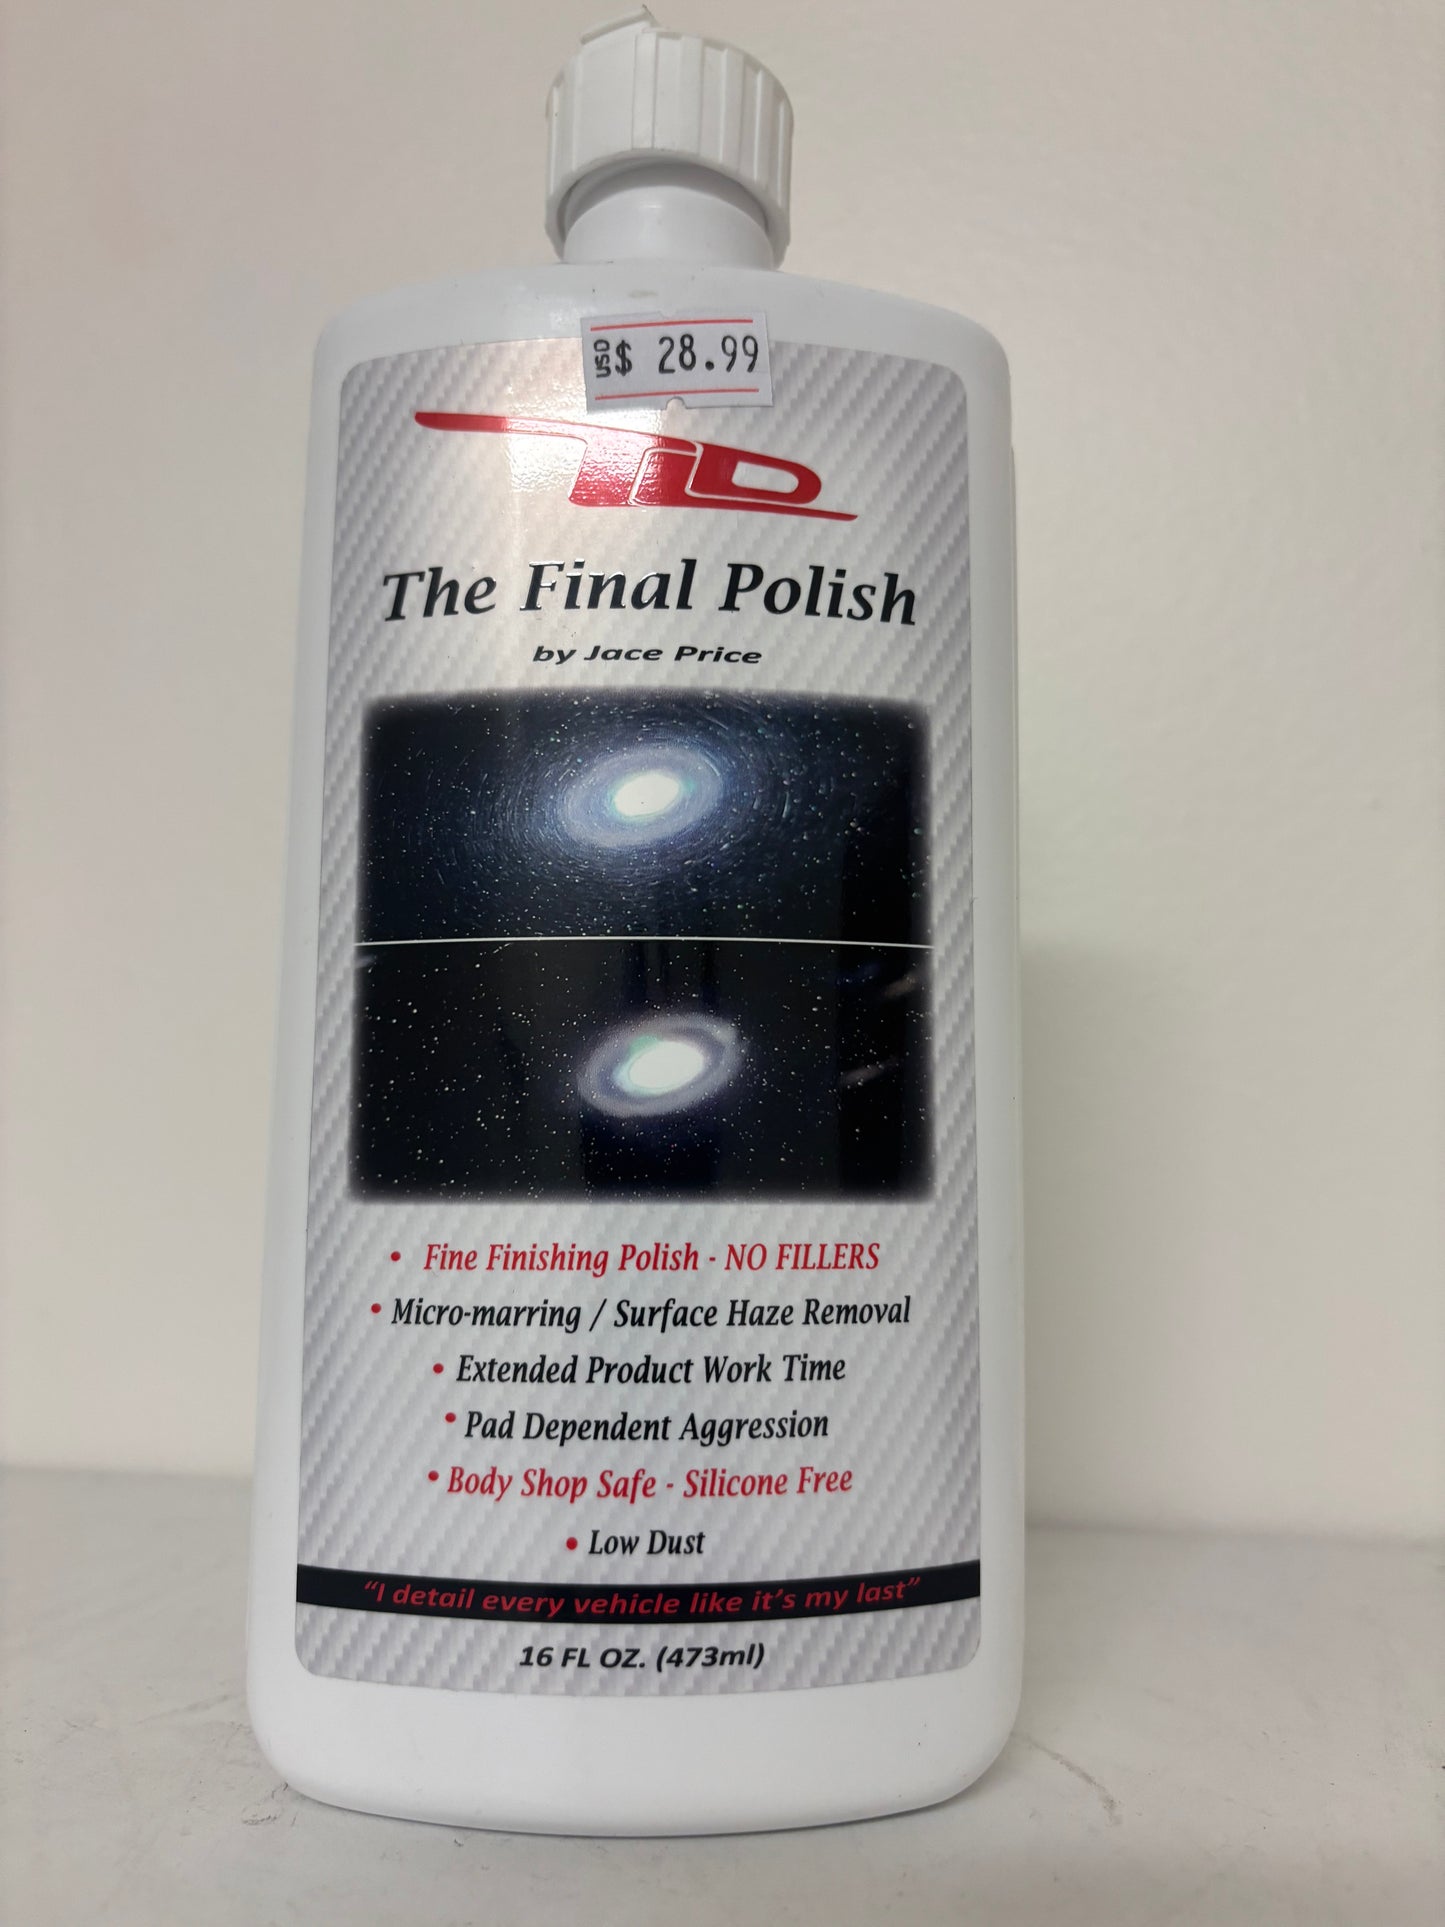 USD$ 28.99
TD
The Final Polish
by Jace Price
• Fine Finishing Polish - NO FILLERS
• Micro-marring / Surface Haze Removal
• Extended Product Work Time
• Pad Dependent Aggression
• Body Shop Safe - Silicone Free
• Low Dust
“I detail every vehicle like it’s my last”
16 FL OZ. (473ml)